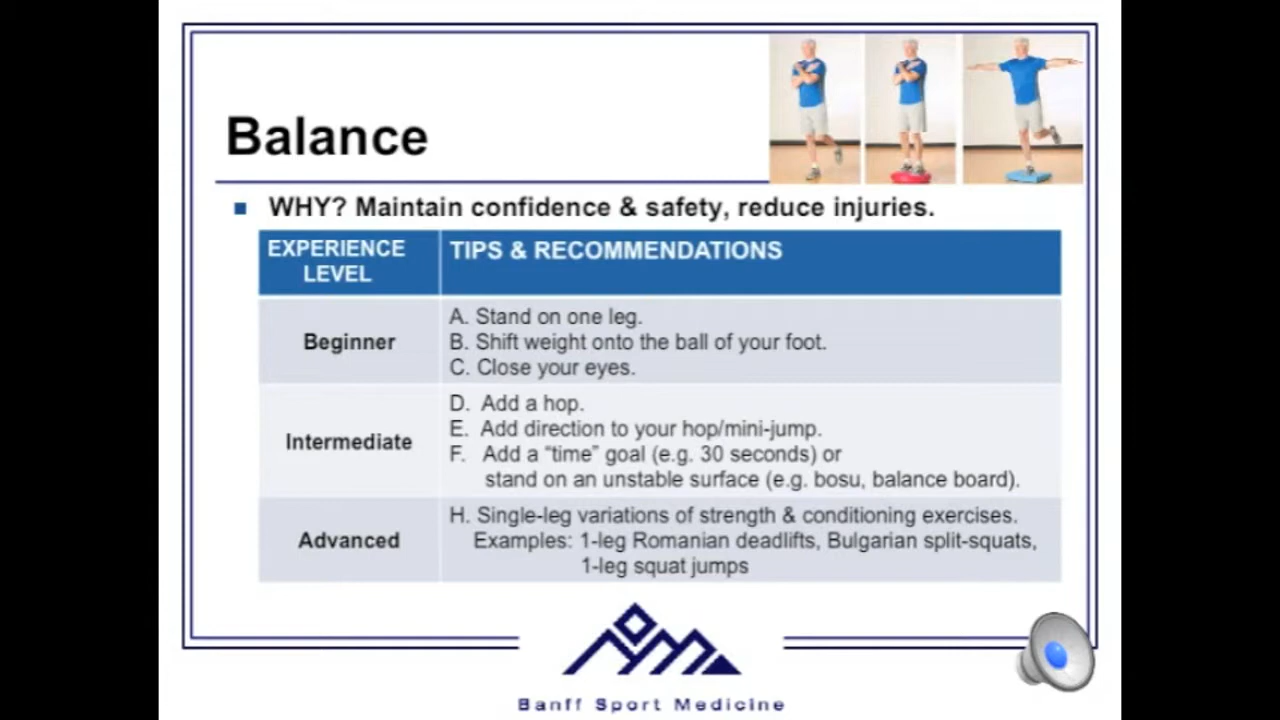 Balance
WHY? Maintain confidence & safety, reduce injuries.
EXPERIENCE
LEVEL
TIPS & RECOMMENDATIONS
Beginner
A. Stand on one leg.
B. Shift weight onto the ball of your foot.
C. Close your eyes.
Intermediate
D. Add a hop.
E. Add direction to your hop/mini-jump.
F. Add a “time” goal (e.g. 30 seconds) or
stand on an unstable surface (e.g. bosu, balance board).
Advanced
H. Single-leg variations of strength & conditioning exercises.
Examples: 1-leg Romanian deadlifts, Bulgarian split-squats,
1-leg squat jumps
Banff Sport Medicine